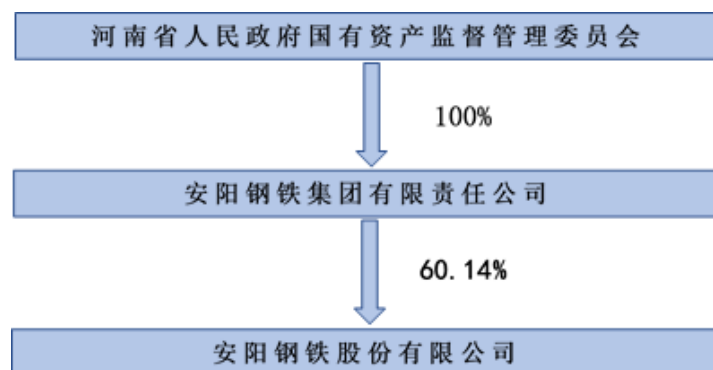 河南省人民政府国有资产监督管理委员会
100%
安阳钢铁集团有限责任公司
60.14%
安阳钢铁股份有限公司